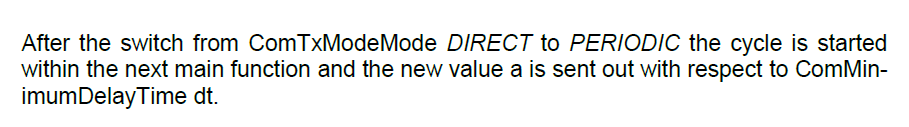 After the switch from ComTxModeMode DIRECT to PERIODIC the cycle is started
within the next main function and the new value a is sent out with respect to ComMin-
imumDelayTime dt.